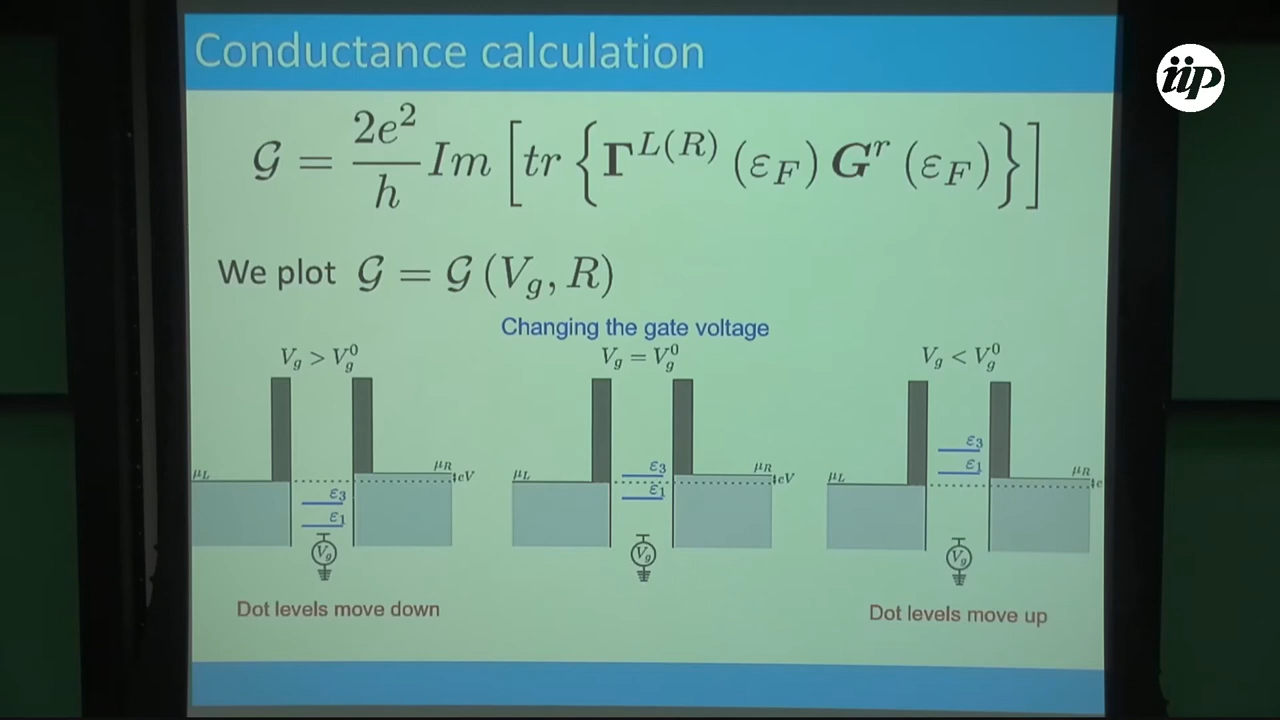 Conductance calculation
iip
𝒢 = 2e²/h Im [tr {Γ^L(R) (ε_F) G^r (ε_F)}]
We plot 𝒢 = 𝒢 (V_g, R)
Changing the gate voltage
V_g > V_g^0
V_g = V_g^0
V_g < V_g^0
μ_L
μ_R
eV
ε_3
ε_1
V_g
μ_L
μ_R
eV
ε_3
ε_1
V_g
μ_L
μ_R
e
ε_3
ε_1
V_g
Dot levels move down
Dot levels move up